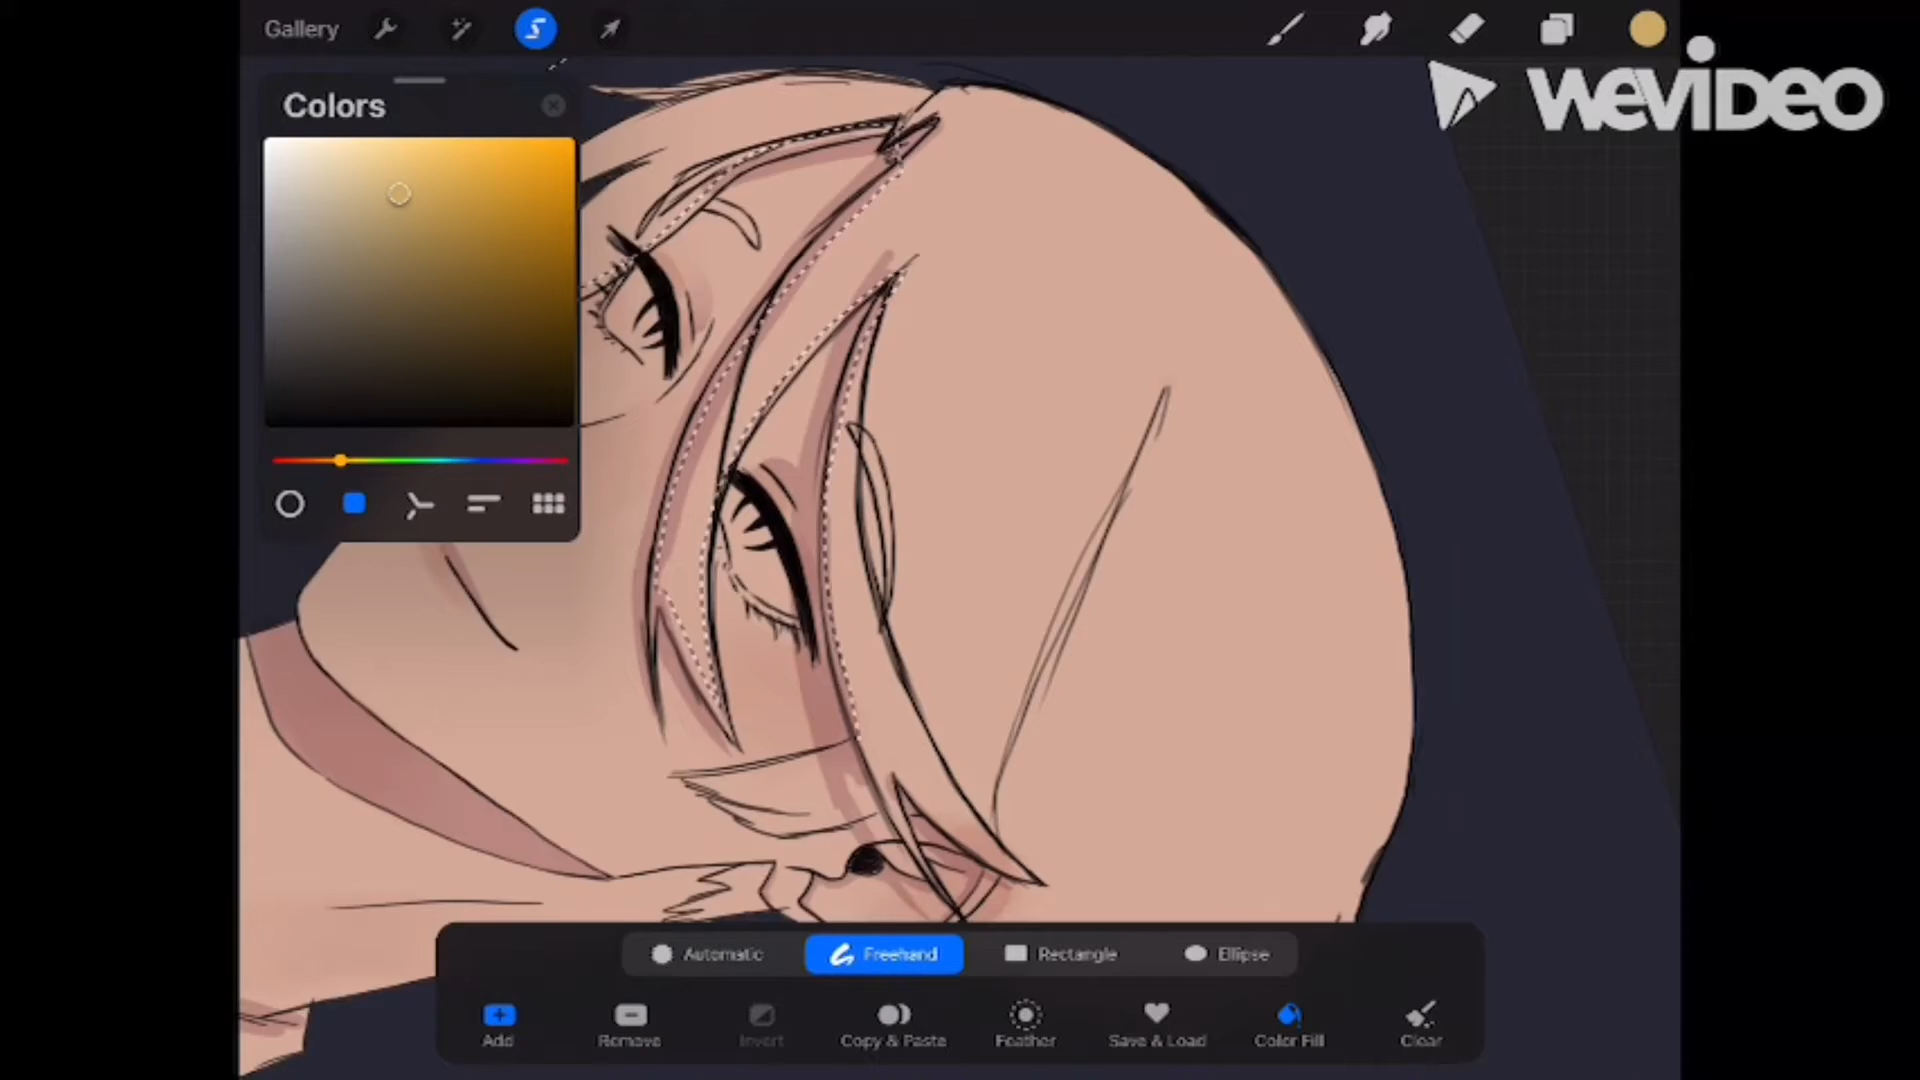 Gallery
WeVIDEO
Colors
Automatic Freehand Rectangle Ellipse
Add Remove Invert Copy & Paste Feather Save & Load Color Fill Clear